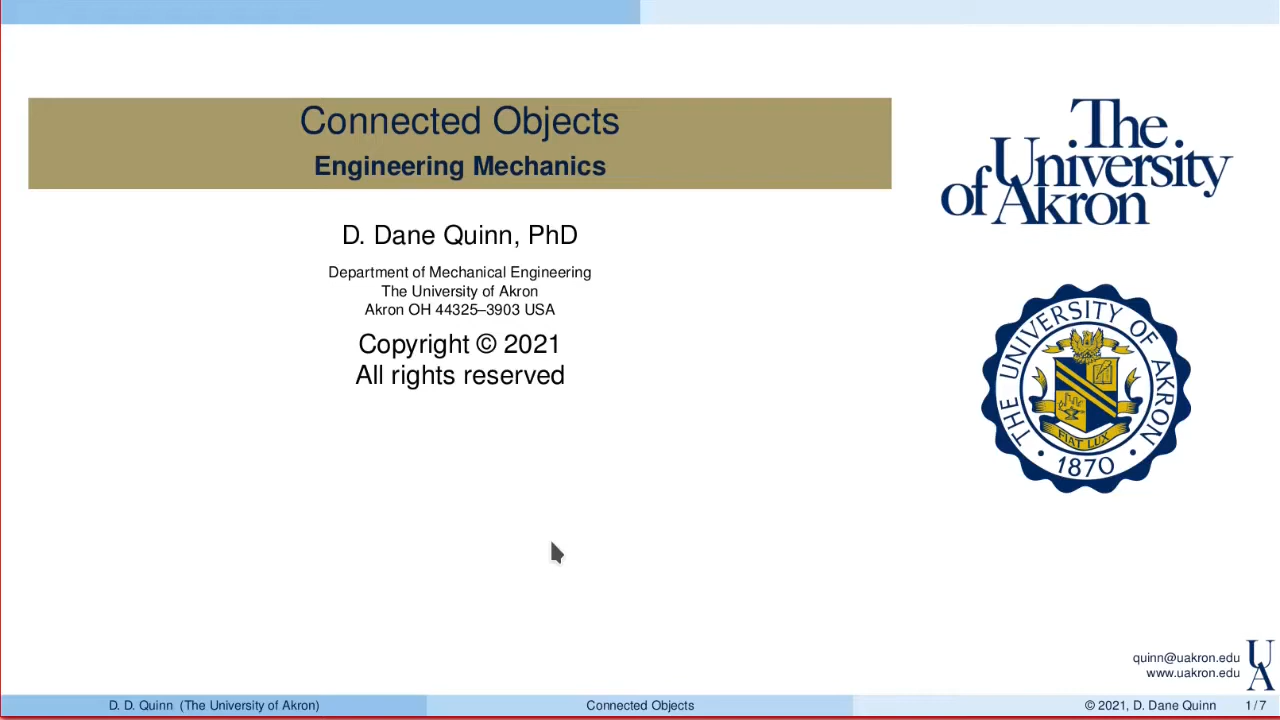 Connected Objects
Engineering Mechanics
D. Dane Quinn, PhD
Department of Mechanical Engineering
The University of Akron
Akron OH 44325–3903 USA
Copyright © 2021
All rights reserved
The
University
of Akron
THE UNIVERSITY OF AKRON
FIAT LUX
• 1870 •
quinn@uakron.edu
www.uakron.edu
UA
D. D. Quinn (The University of Akron)
Connected Objects
© 2021, D. Dane Quinn
1 / 7